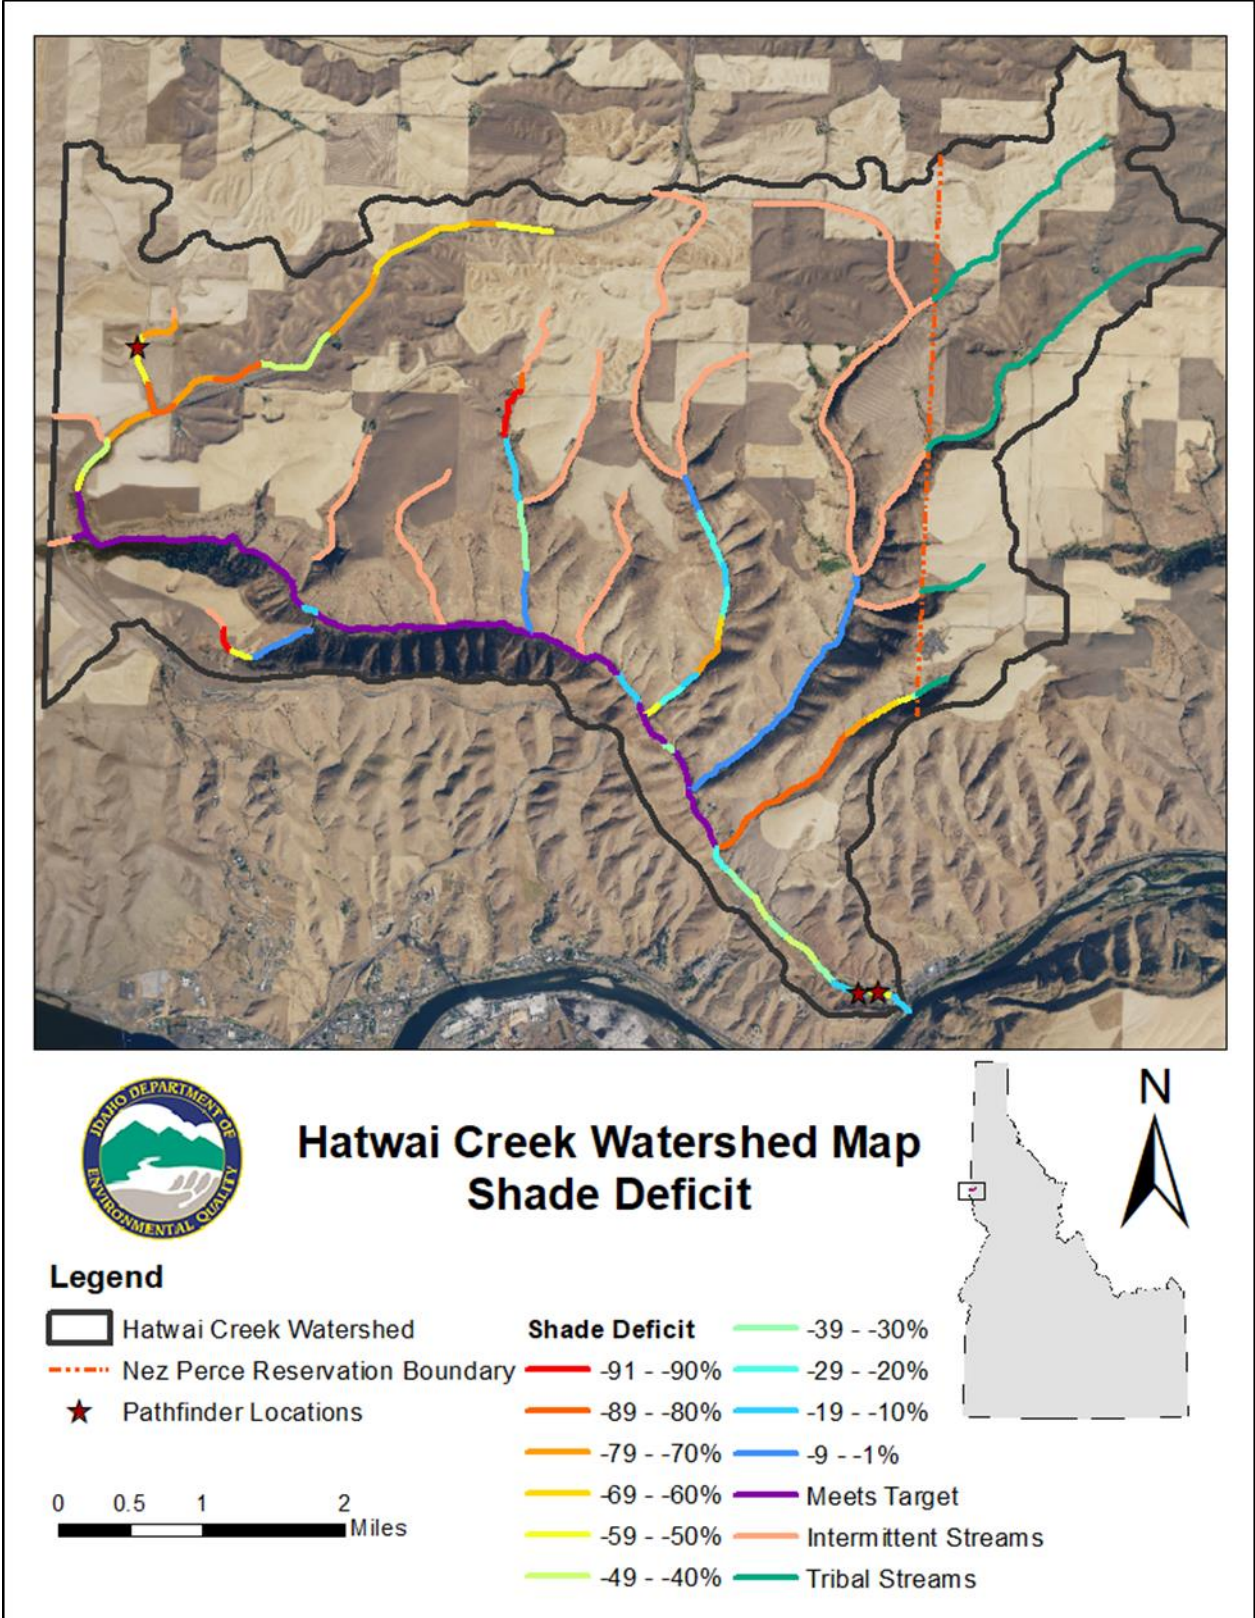 IDAHO DEPARTMENT OF
ENVIRONMENTAL QUALITY
Hatwai Creek Watershed Map
Shade Deficit
N
Legend
Hatwai Creek Watershed
Nez Perce Reservation Boundary
Pathfinder Locations
0 0.5 1 2
Miles
Shade Deficit
-91 - -90%
-89 - -80%
-79 - -70%
-69 - -60%
-59 - -50%
-49 - -40%
-39 - -30%
-29 - -20%
-19 - -10%
-9 - -1%
Meets Target
Intermittent Streams
Tribal Streams